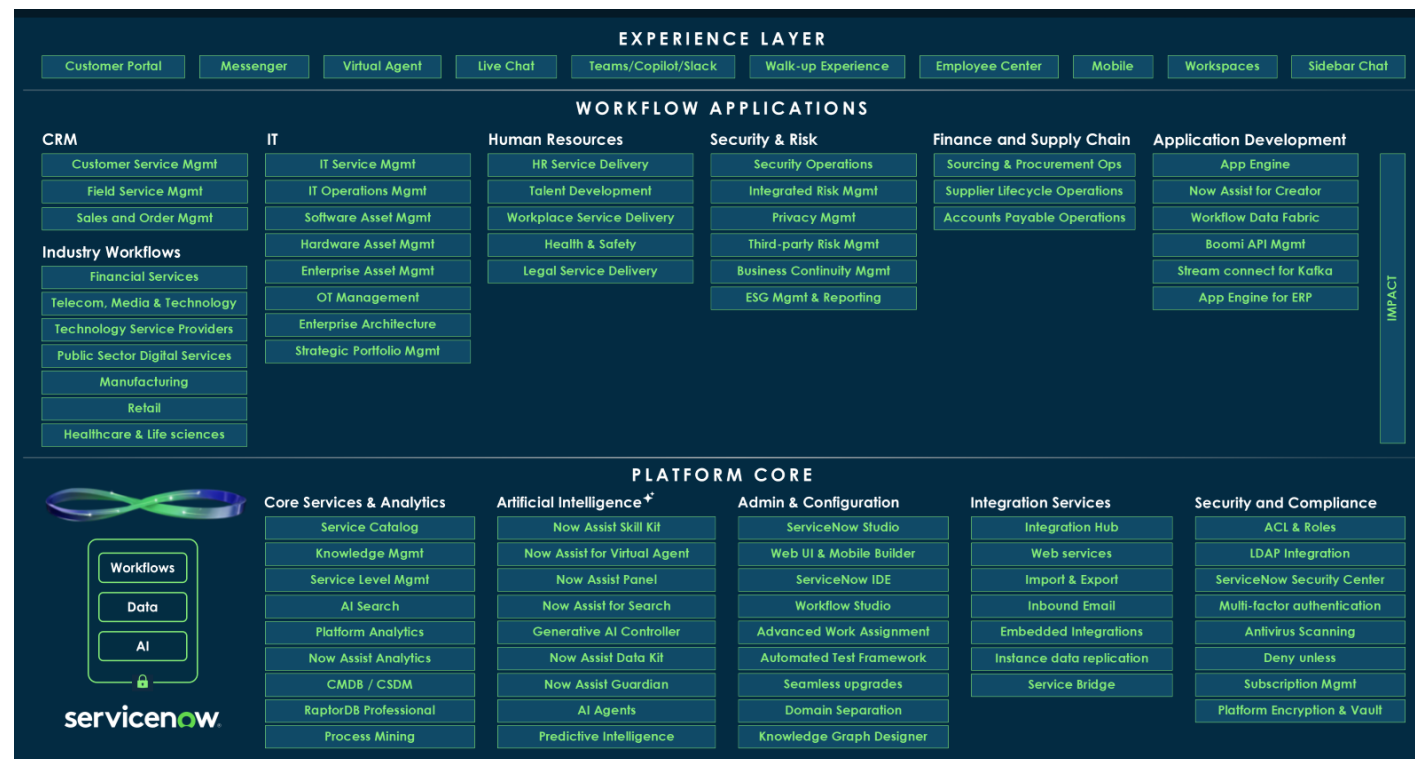 EXPERIENCE LAYER
Customer Portal
Messenger
Virtual Agent
Live Chat
Teams/Copilot/Slack
Walk-up Experience
Employee Center
Mobile
Workspaces
Sidebar Chat
WORKFLOW APPLICATIONS
CRM
Customer Service Mgmt
Field Service Mgmt
Sales and Order Mgmt
Industry Workflows
Financial Services
Telecom, Media & Technology
Technology Service Providers
Public Sector Digital Services
Manufacturing
Retail
Healthcare & Life sciences
IT
IT Service Mgmt
IT Operations Mgmt
Software Asset Mgmt
Hardware Asset Mgmt
Enterprise Asset Mgmt
OT Management
Enterprise Architecture
Strategic Portfolio Mgmt
Human Resources
HR Service Delivery
Talent Development
Workplace Service Delivery
Health & Safety
Legal Service Delivery
Security & Risk
Security Operations
Integrated Risk Mgmt
Privacy Mgmt
Third-party Risk Mgmt
Business Continuity Mgmt
ESG Mgmt & Reporting
Finance and Supply Chain
Sourcing & Procurement Ops
Supplier Lifecycle Operations
Accounts Payable Operations
Application Development
App Engine
Now Assist for Creator
Workflow Data Fabric
Boomi API Mgmt
Stream connect for Kafka
App Engine for ERP
IMPACT
PLATFORM CORE
Workflows
Data
AI
servicenow
Core Services & Analytics
Service Catalog
Knowledge Mgmt
Service Level Mgmt
AI Search
Platform Analytics
Now Assist Analytics
CMDB / CSDM
RaptorDB Professional
Process Mining
Artificial Intelligence
Now Assist Skill Kit
Now Assist for Virtual Agent
Now Assist Panel
Now Assist for Search
Generative AI Controller
Now Assist Data Kit
Now Assist Guardian
AI Agents
Predictive Intelligence
Admin & Configuration
ServiceNow Studio
Web UI & Mobile Builder
ServiceNow IDE
Workflow Studio
Advanced Work Assignment
Automated Test Framework
Seamless upgrades
Domain Separation
Knowledge Graph Designer
Integration Services
Integration Hub
Web services
Import & Export
Inbound Email
Embedded Integrations
Instance data replication
Service Bridge
Security and Compliance
ACL & Roles
LDAP Integration
ServiceNow Security Center
Multi-factor authentication
Antivirus Scanning
Deny unless
Subscription Mgmt
Platform Encryption & Vault